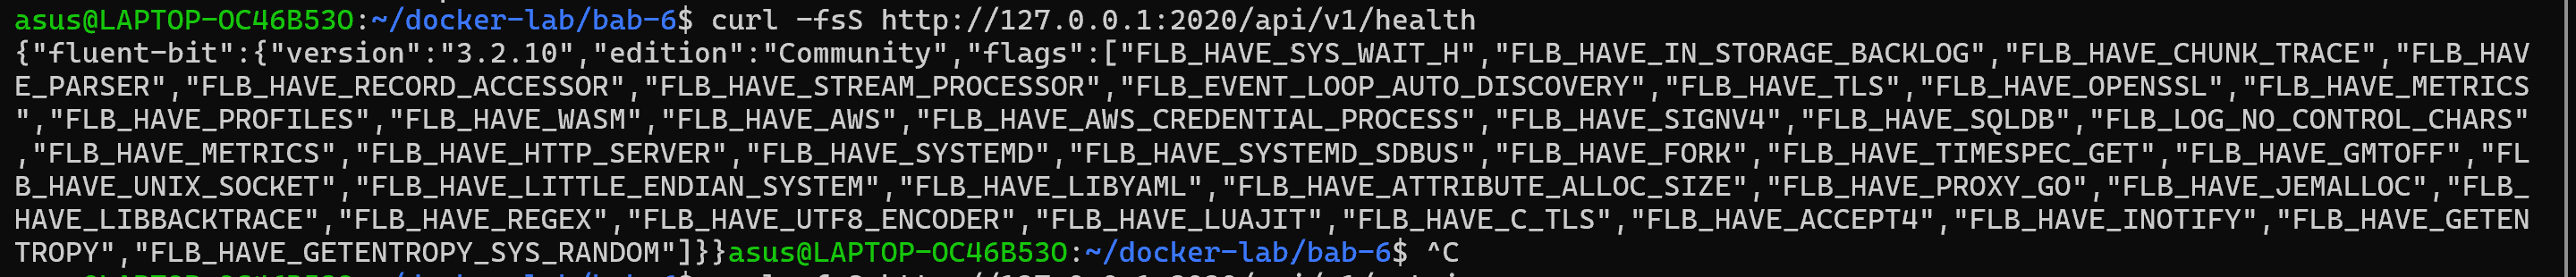 asus@LAPTOP-OC46B53O:~/docker-lab/bab-6$ curl -fsS http://127.0.0.1:2020/api/v1/health
{"fluent-bit":{"version":"3.2.10","edition":"Community","flags":["FLB_HAVE_SYS_WAIT_H","FLB_HAVE_IN_STORAGE_BACKLOG","FLB_HAVE_CHUNK_TRACE","FLB_HAV
E_PARSER","FLB_HAVE_RECORD_ACCESSOR","FLB_HAVE_STREAM_PROCESSOR","FLB_EVENT_LOOP_AUTO_DISCOVERY","FLB_HAVE_TLS","FLB_HAVE_OPENSSL","FLB_HAVE_METRICS
","FLB_HAVE_PROFILES","FLB_HAVE_WASM","FLB_HAVE_AWS","FLB_HAVE_AWS_CREDENTIAL_PROCESS","FLB_HAVE_SIGNV4","FLB_HAVE_SQLDB","FLB_LOG_NO_CONTROL_CHARS"
,"FLB_HAVE_METRICS","FLB_HAVE_HTTP_SERVER","FLB_HAVE_SYSTEMD","FLB_HAVE_SYSTEMD_SDBUS","FLB_HAVE_FORK","FLB_HAVE_TIMESPEC_GET","FLB_HAVE_GMTOFF","FL
B_HAVE_UNIX_SOCKET","FLB_HAVE_LITTLE_ENDIAN_SYSTEM","FLB_HAVE_LIBYAML","FLB_HAVE_ATTRIBUTE_ALLOC_SIZE","FLB_HAVE_PROXY_GO","FLB_HAVE_JEMALLOC","FLB_
HAVE_LIBBACKTRACE","FLB_HAVE_REGEX","FLB_HAVE_UTF8_ENCODER","FLB_HAVE_LUAJIT","FLB_HAVE_C_TLS","FLB_HAVE_ACCEPT4","FLB_HAVE_INOTIFY","FLB_HAVE_GETEN
TROPY","FLB_HAVE_GETENTROPY_SYS_RANDOM"]}}asus@LAPTOP-OC46B53O:~/docker-lab/bab-6$ ^C